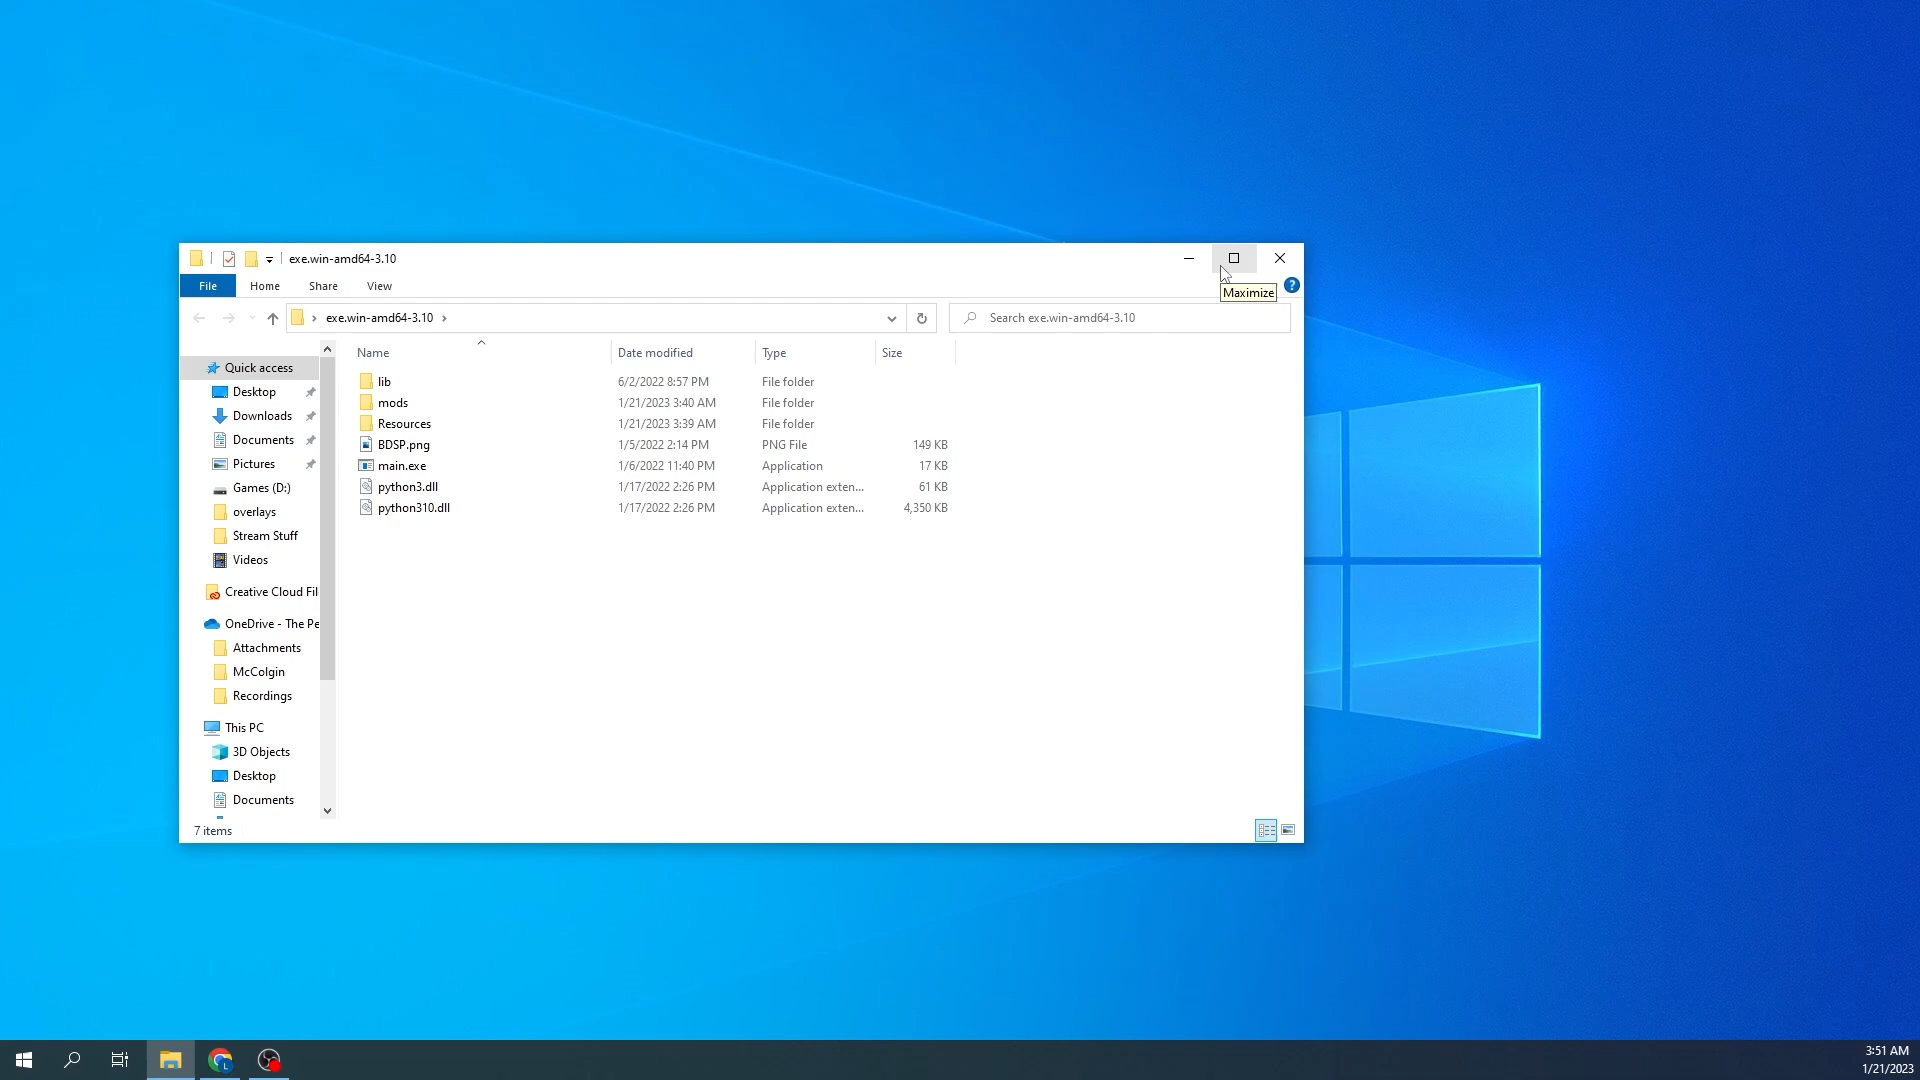 exe.win-amd64-3.10
File Home Share View
Maximize
exe.win-amd64-3.10
Search exe.win-amd64-3.10
Name Date modified Type Size
Quick access
Desktop
Downloads
Documents
Pictures
Games (D:)
overlays
Stream Stuff
Videos
Creative Cloud Fil
OneDrive - The Pe
Attachments
McColgin
Recordings
This PC
3D Objects
Desktop
Documents
lib 6/2/2022 8:57 PM File folder
mods 1/21/2023 3:40 AM File folder
Resources 1/21/2023 3:39 AM File folder
BDSP.png 1/5/2022 2:14 PM PNG File 149 KB
main.exe 1/6/2022 11:40 PM Application 17 KB
python3.dll 1/17/2022 2:26 PM Application exten... 61 KB
python310.dll 1/17/2022 2:26 PM Application exten... 4,350 KB
7 items
3:51 AM
1/21/2023